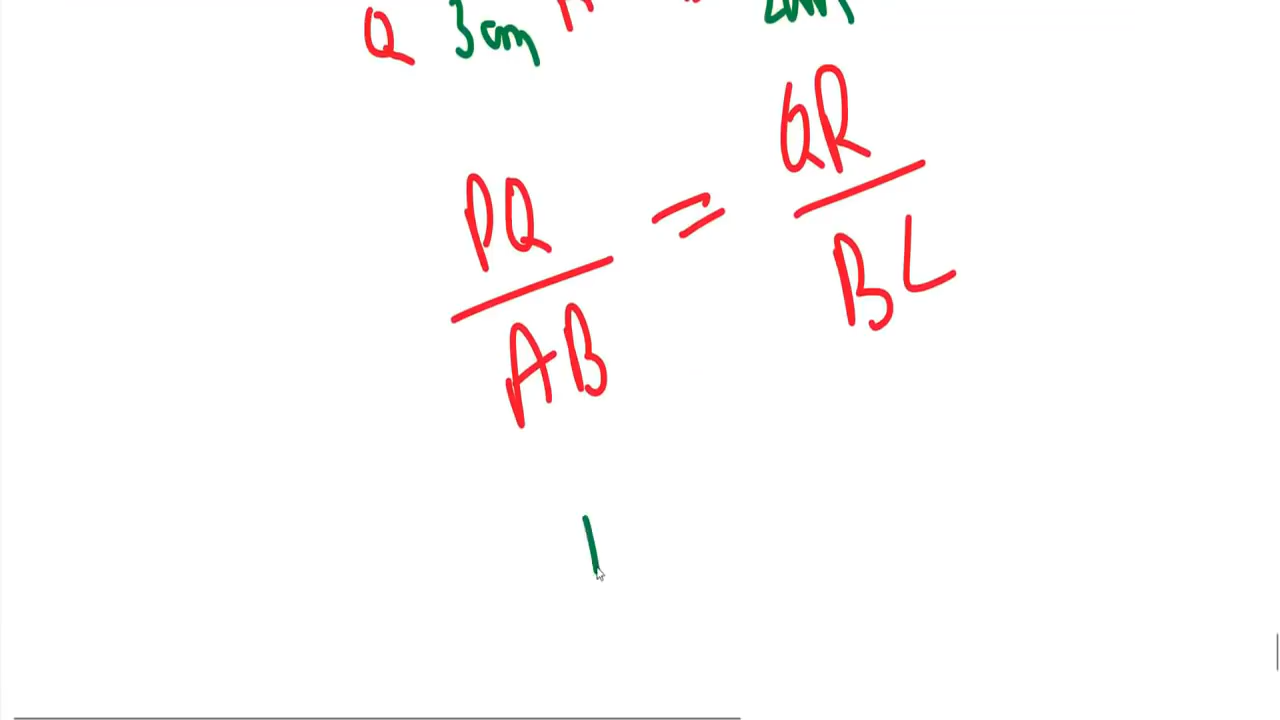 Q 3cm
PQ/AB = QR/BC